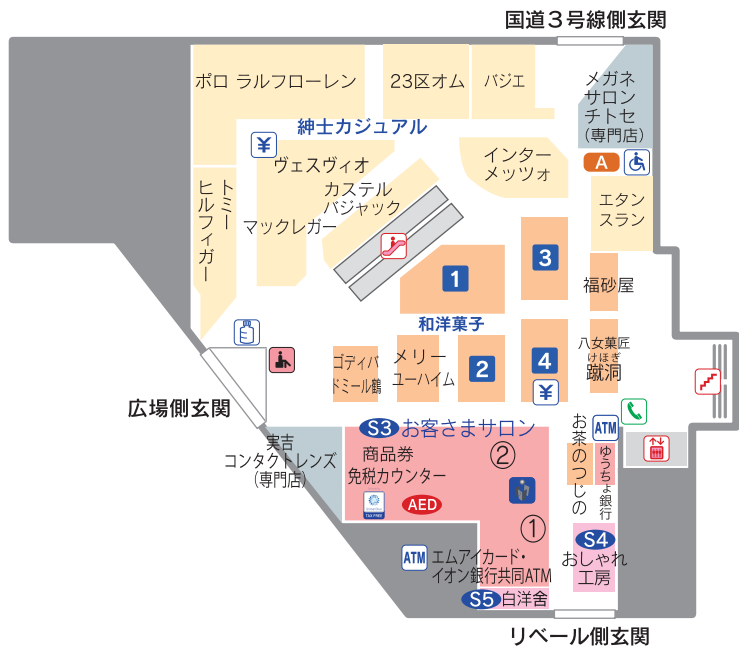 国道３号線側玄関
ポロ ラルフローレン
23区オム
バジエ
メガネ
サロン
チトセ
(専門店)
紳士カジュアル
¥
ヴェスヴィオ
インター
メッツォ
A
カステル
バジャック
トミー
ヒルフィガー
マックレガー
エタン
スラン
1
3
福砂屋
和洋菓子
ゴディバ
ドミール鶴
メリー
ユーハイム
2
4
¥
八女菓匠
けほぎ
蹴洞
広場側玄関
S3 お客さまサロン
実吉
コンタクトレンズ
(専門店)
商品券
免税カウンター
②
TAX FREE
AED
①
お茶のつじの
ATM
ゆうちょ銀行
ATM
エムアイカード・
イオン銀行共同ATM
S4
おしゃれ
工房
S5 白洋舍
リベール側玄関